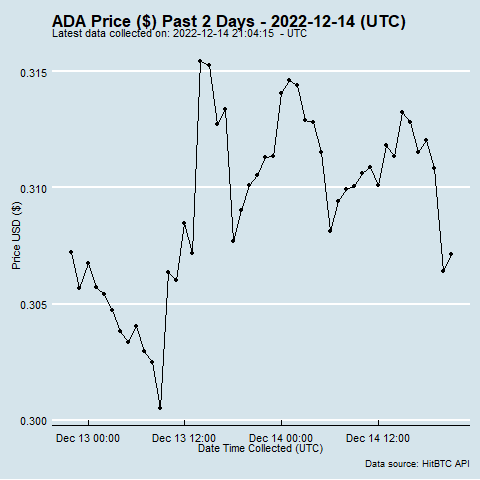 ADA Price ($) Past 2 Days - 2022-12-14 (UTC)
Latest data collected on: 2022-12-14 21:04:15  - UTC
0.315
0.310
0.305
0.300
Price USD ($)
Dec 13 00:00 Dec 13 12:00 Dec 14 00:00 Dec 14 12:00
Date Time Collected (UTC)
Data source: HitBTC API